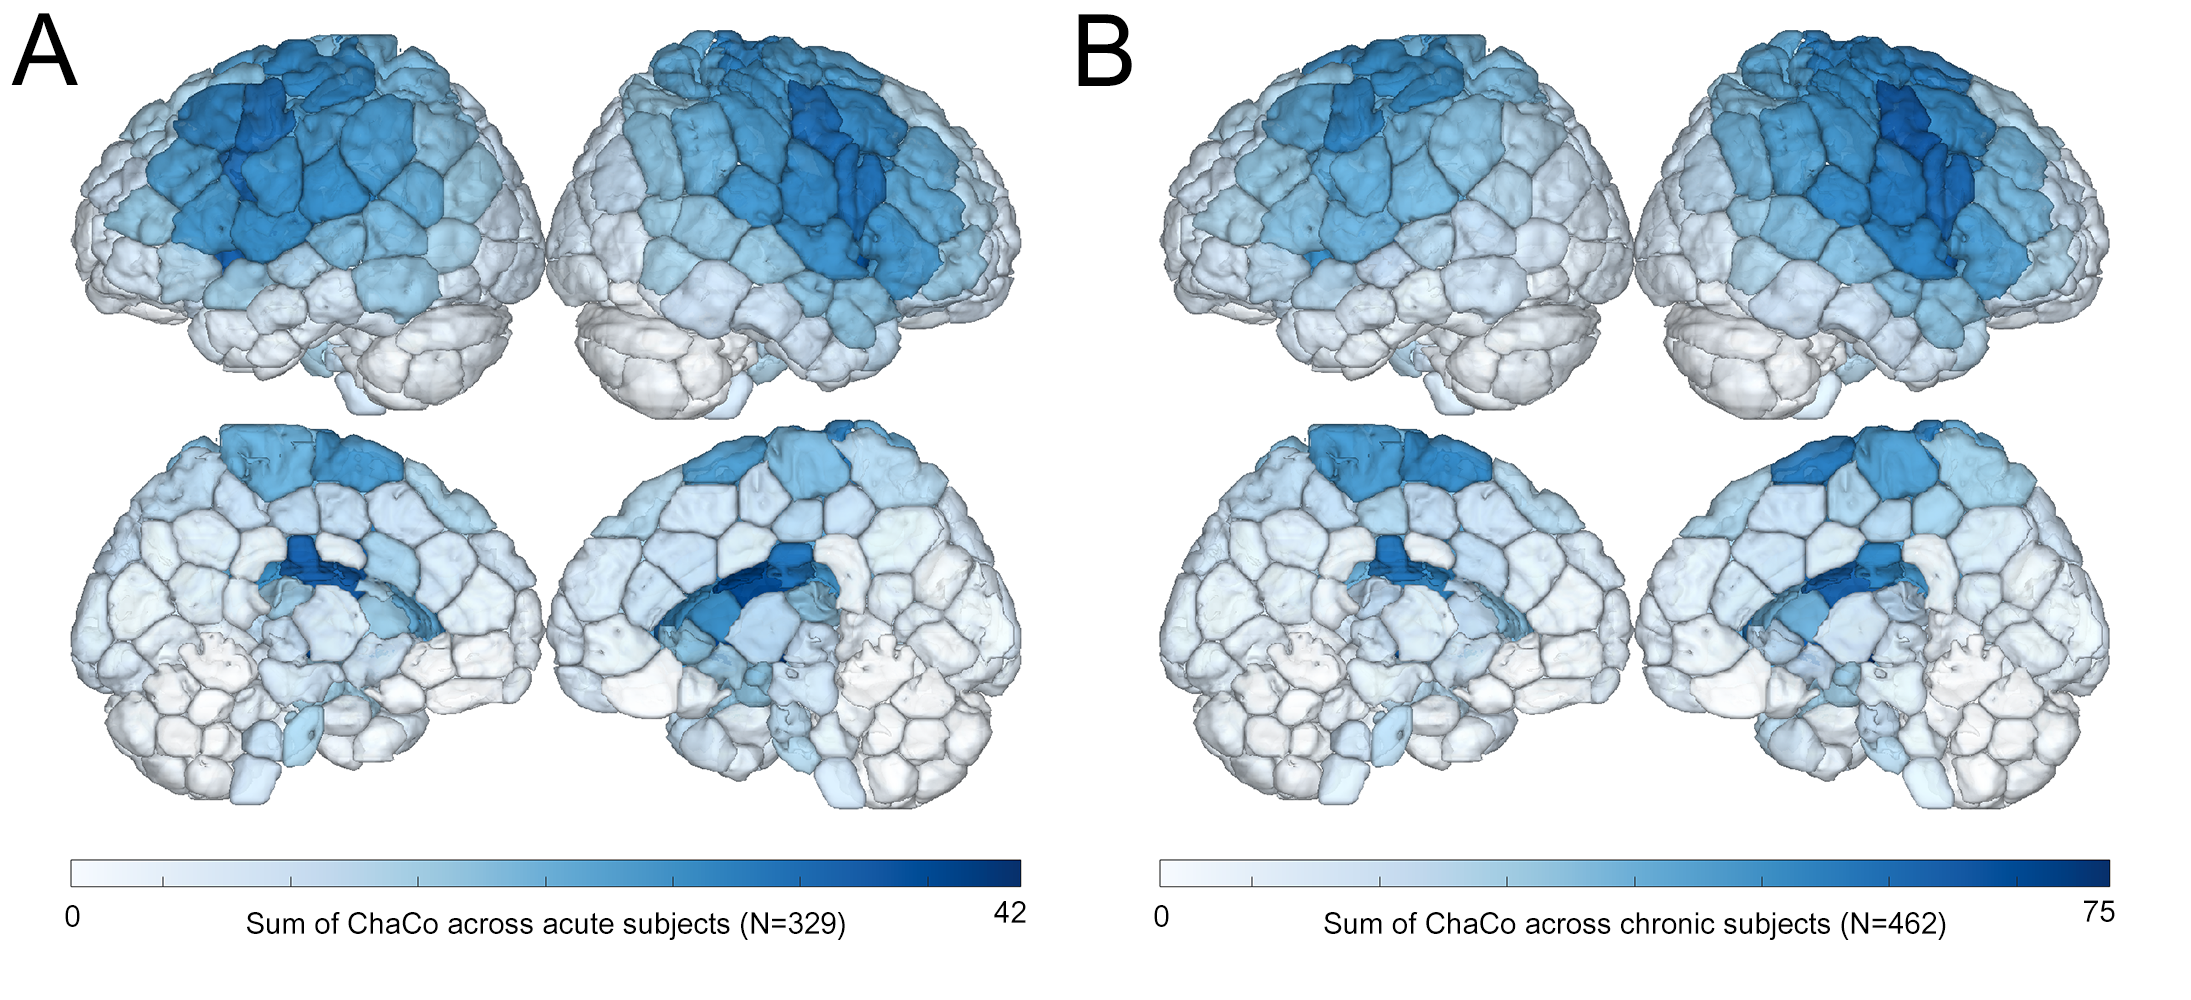 A
B
0
42
Sum of ChaCo across acute subjects (N=329)
0
75
Sum of ChaCo across chronic subjects (N=462)